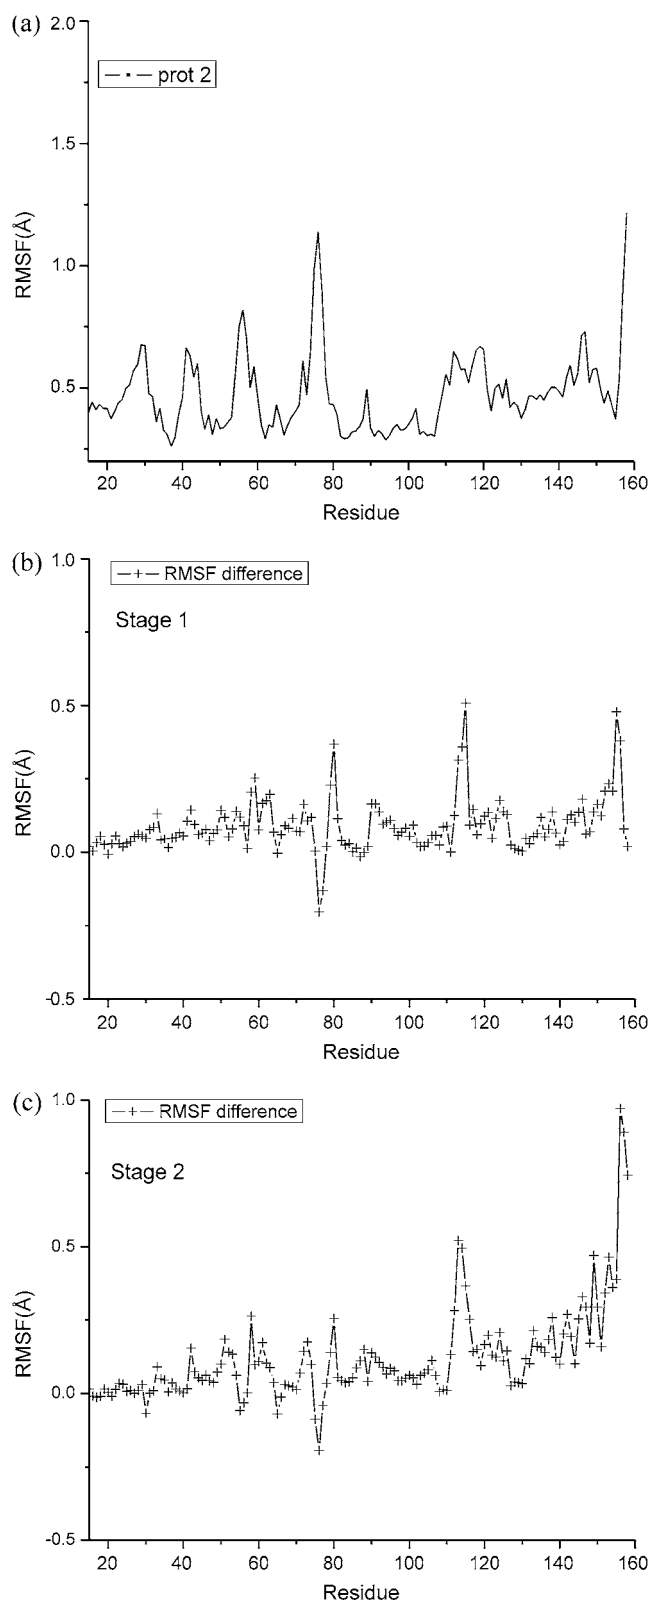 (a)
2.0
prot 2
1.5
RMSF(Å)
1.0
0.5
20 40 60 80 100 120 140 160
Residue
(b)
1.0
RMSF difference
Stage 1
0.5
RMSF(Å)
0.0
-0.5
20 40 60 80 100 120 140 160
Residue
(c)
1.0
RMSF difference
Stage 2
0.5
RMSF(Å)
0.0
-0.5
20 40 60 80 100 120 140 160
Residue